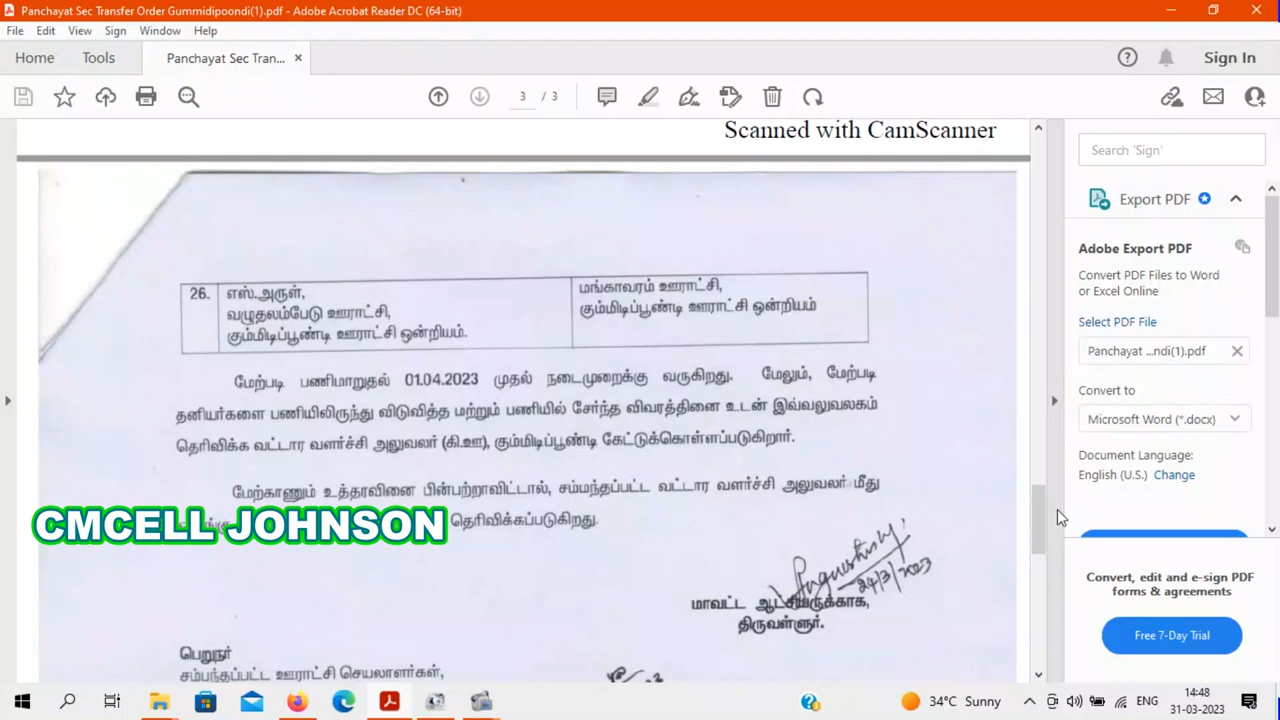 Panchayat Sec Transfer Order Gummidipoondi(1).pdf - Adobe Acrobat Reader DC (64-bit)
File Edit View Sign Window Help
Home Tools Panchayat Sec Tran... × Sign In
3 / 3
Scanned with CamScanner
Search 'Sign'
Export PDF
Adobe Export PDF
Convert PDF Files to Word
or Excel Online
Select PDF File
Panchayat ...ndi(1).pdf
Convert to
Microsoft Word (*.docx)
Document Language:
English (U.S.) Change
Convert, edit and e-sign PDF
forms & agreements
Free 7-Day Trial
26. எஸ்.அருள்,
வழுதலம்பேடு ஊராட்சி,
கும்மிடிப்பூண்டி ஊராட்சி ஒன்றியம்.
மங்காவரம் ஊராட்சி,
கும்மிடிப்பூண்டி ஊராட்சி ஒன்றியம்
மேற்படி பணிமாறுதல் 01.04.2023 முதல் நடைமுறைக்கு வருகிறது. மேலும், மேற்படி
தனியர்களை பணியிலிருந்து விடுவித்த மற்றும் பணியில் சேர்ந்த விவரத்தினை உடன் இவ்வலுவலகம்
தெரிவிக்க வட்டார வளர்ச்சி அலுவலர் (கி.ஊ), கும்மிடிப்பூண்டி கேட்டுக்கொள்ளப்படுகிறார்.
மேற்காணும் உத்தரவினை பின்பற்றாவிட்டால், சம்மந்தப்பட்ட வட்டார வளர்ச்சி அலுவலர் மீது
தெரிவிக்கப்படுகிறது.
CMCELL JOHNSON
24/3/2023
மாவட்ட ஆட்சியருக்காக,
திருவள்ளூர்.
பெறுநர்
சம்பந்தப்பட்ட ஊராட்சி செயலாளர்கள்,
34°C Sunny
ENG
14:48
31-03-2023